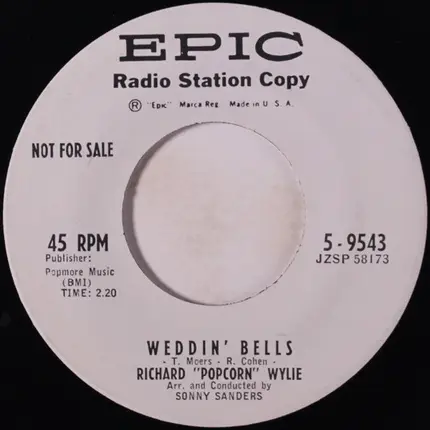 EPIC
Radio Station Copy
® "Epic" Marca Reg. Made in U. S. A.
NOT FOR SALE
45 RPM
Publisher:
Popmore Music
(BMI)
TIME: 2.20
5-9543
JZSP 58173
WEDDIN' BELLS
- T. Moers - R. Cohen -
RICHARD "POPCORN" WYLIE
Arr. and Conducted by
SONNY SANDERS